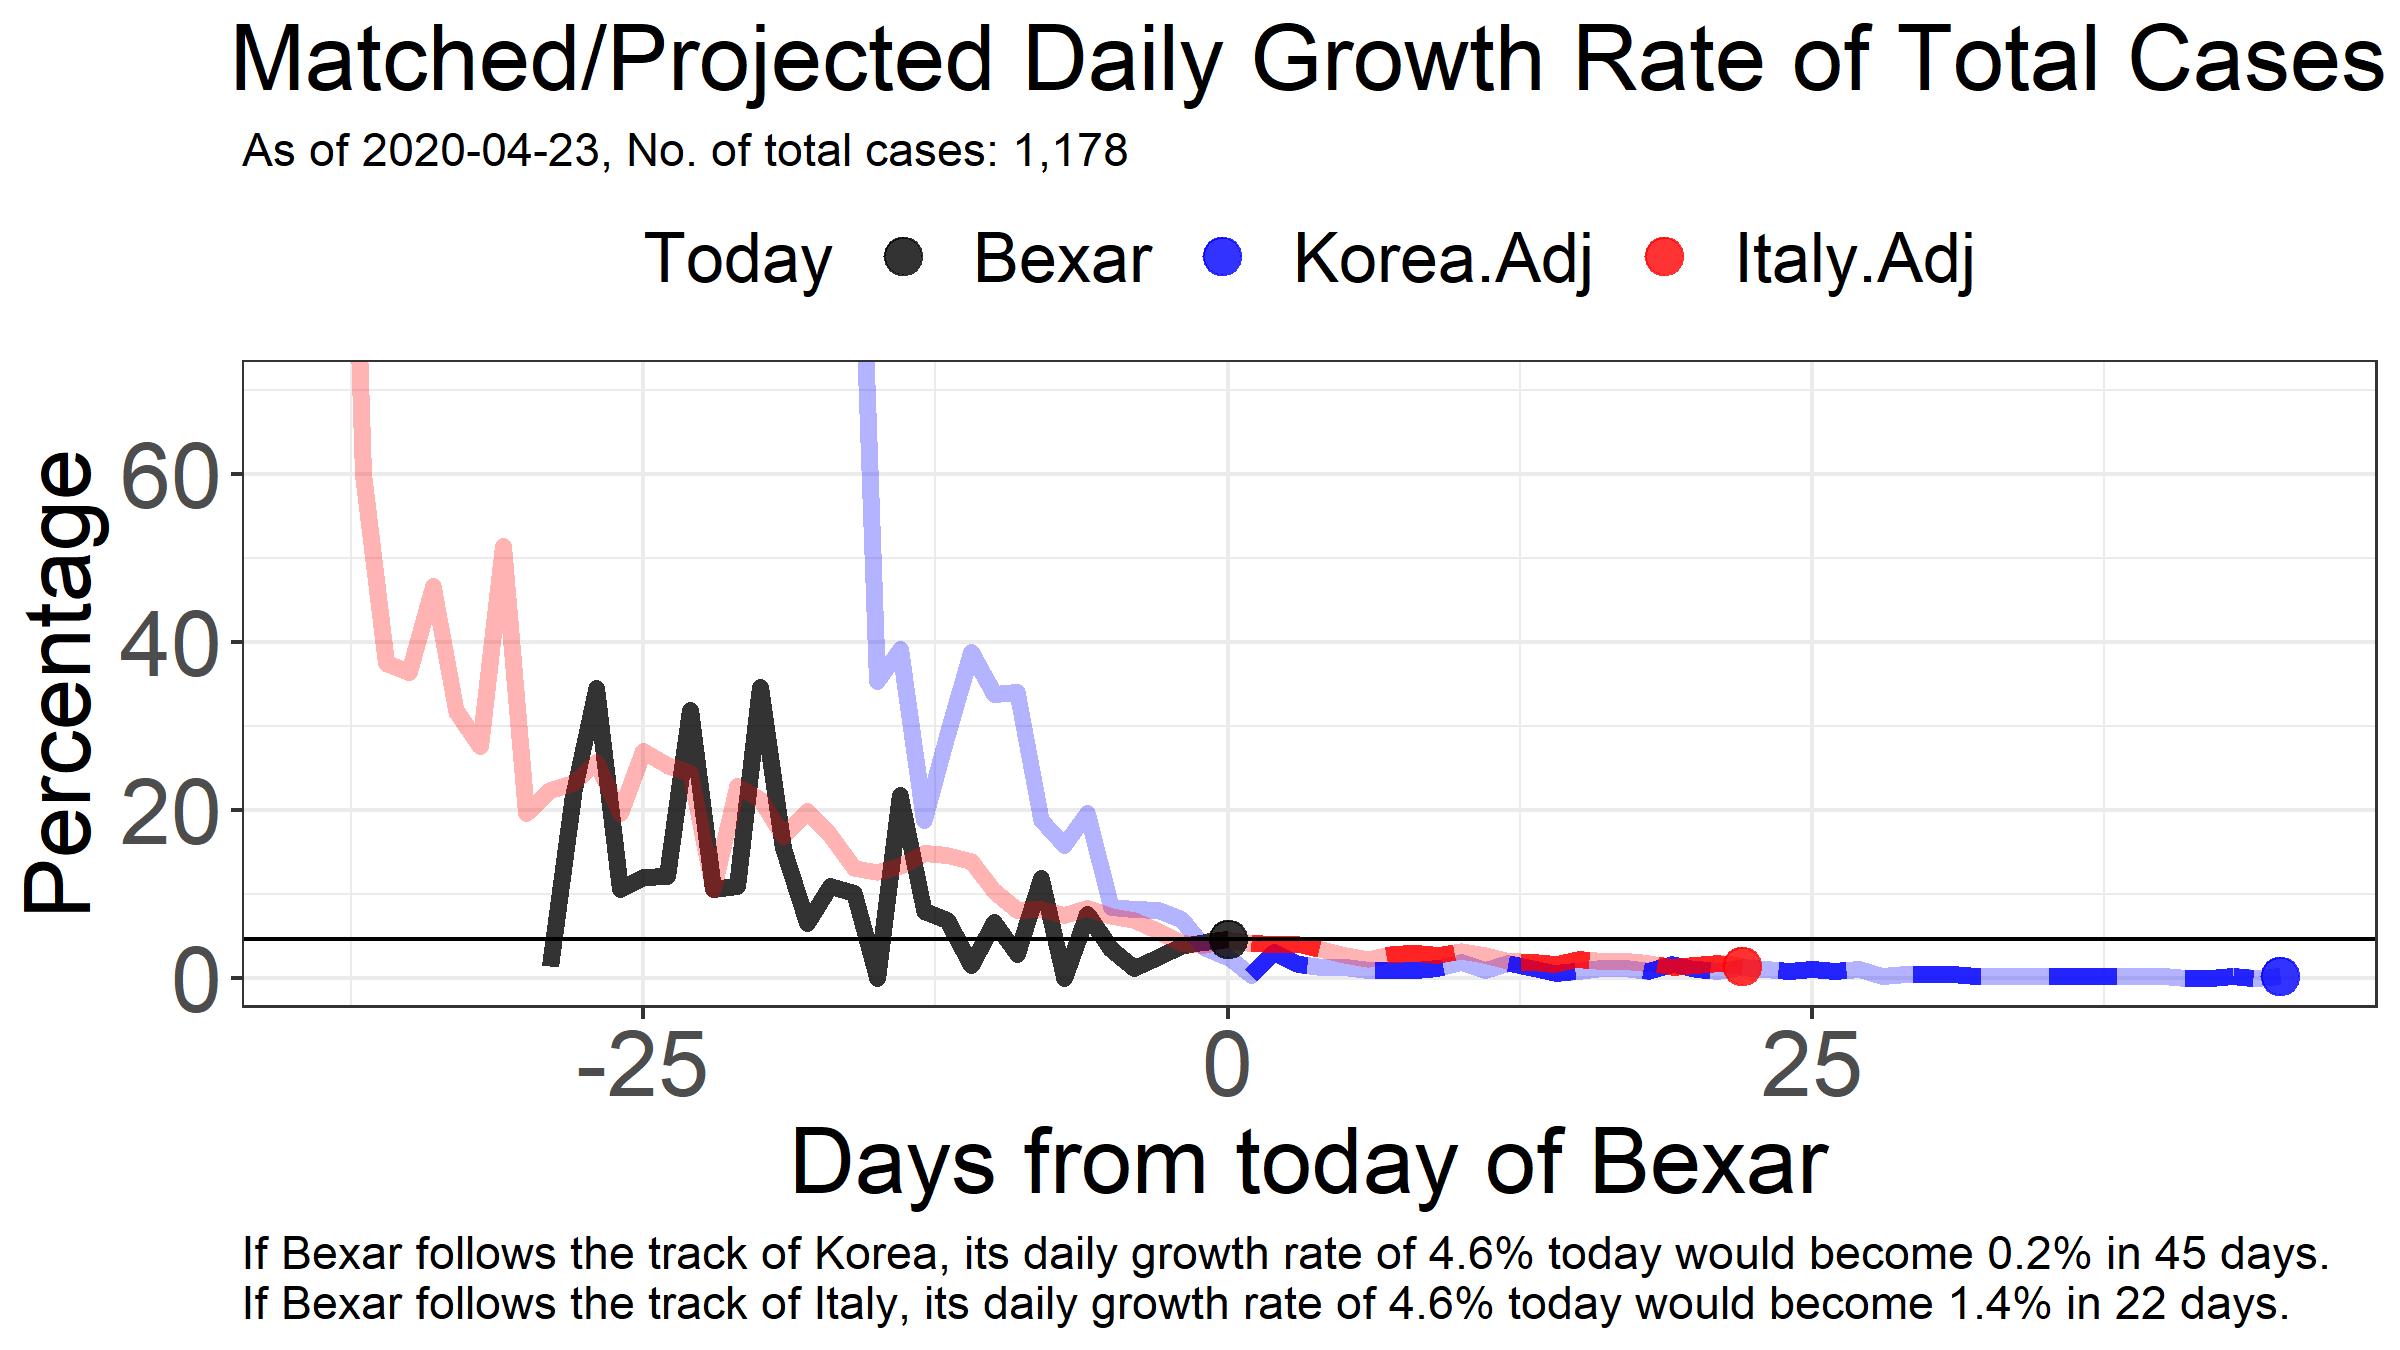 Matched/Projected Daily Growth Rate of Total Cases
As of 2020-04-23, No. of total cases: 1,178
Today Bexar Korea.Adj Italy.Adj
Percentage
60
40
20
0
-25 0 25
Days from today of Bexar
If Bexar follows the track of Korea, its daily growth rate of 4.6% today would become 0.2% in 45 days.
If Bexar follows the track of Italy, its daily growth rate of 4.6% today would become 1.4% in 22 days.